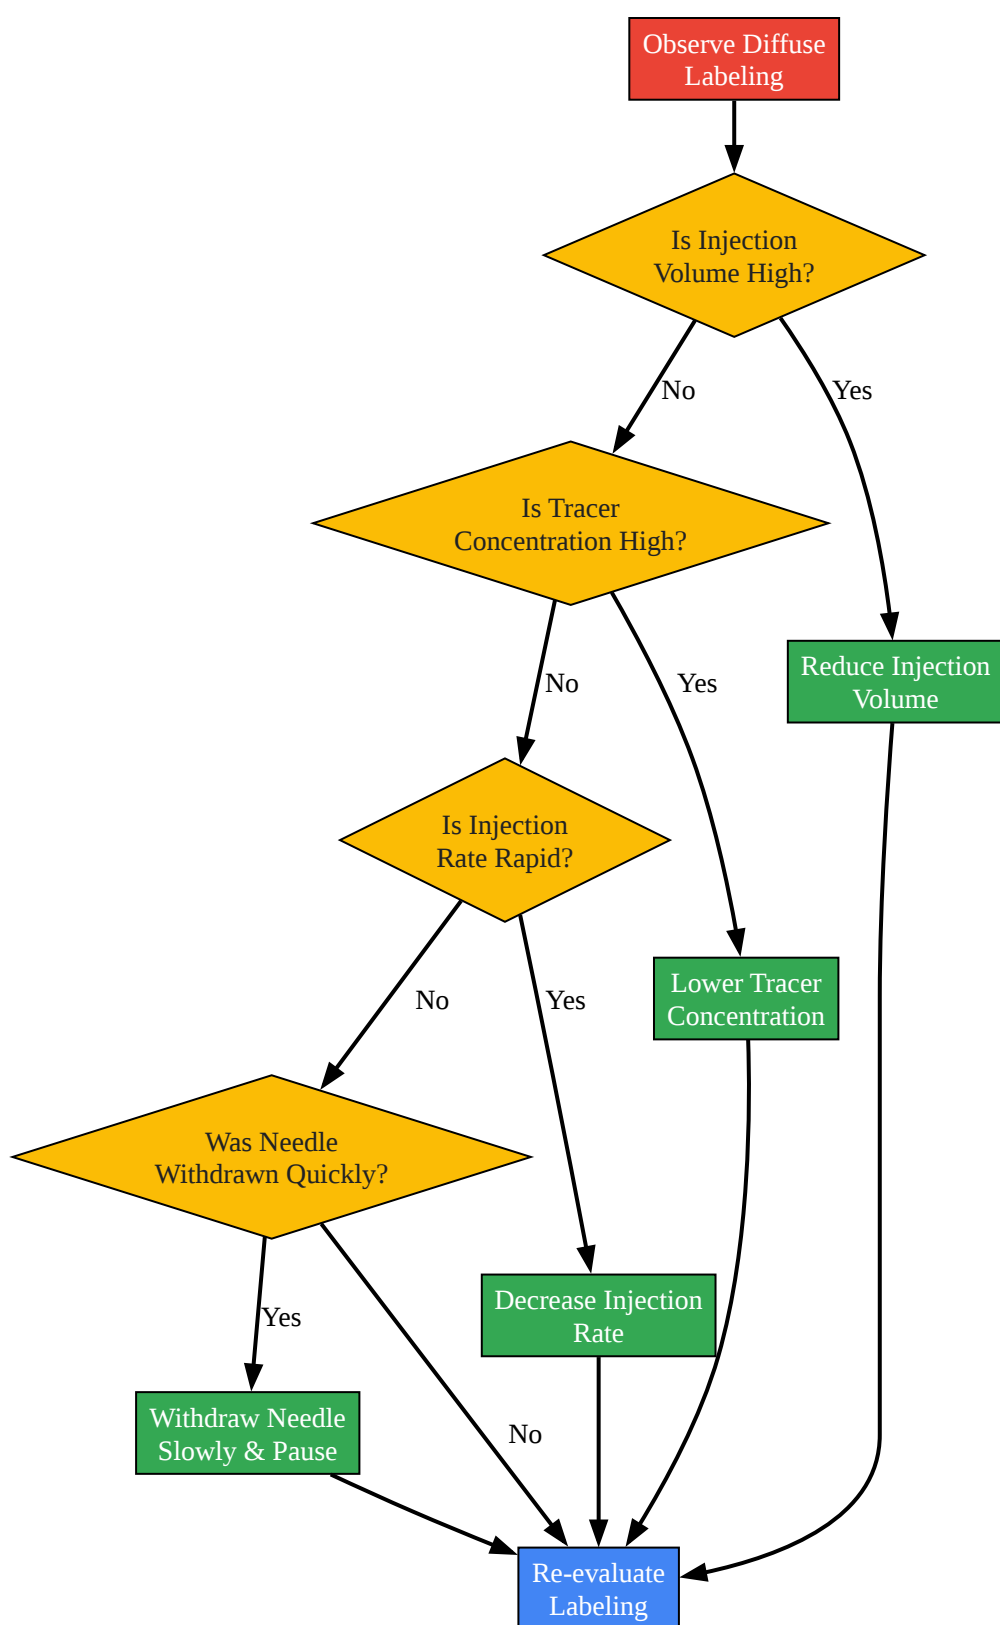 Observe Diffuse
Labeling
Is Injection
Volume High?
No
Yes
Is Tracer
Concentration High?
No
Yes
Reduce Injection
Volume
Is Injection
Rate Rapid?
No
Yes
Lower Tracer
Concentration
Was Needle
Withdrawn Quickly?
Yes
Decrease Injection
Rate
Withdraw Needle
Slowly & Pause
No
Re-evaluate
Labeling